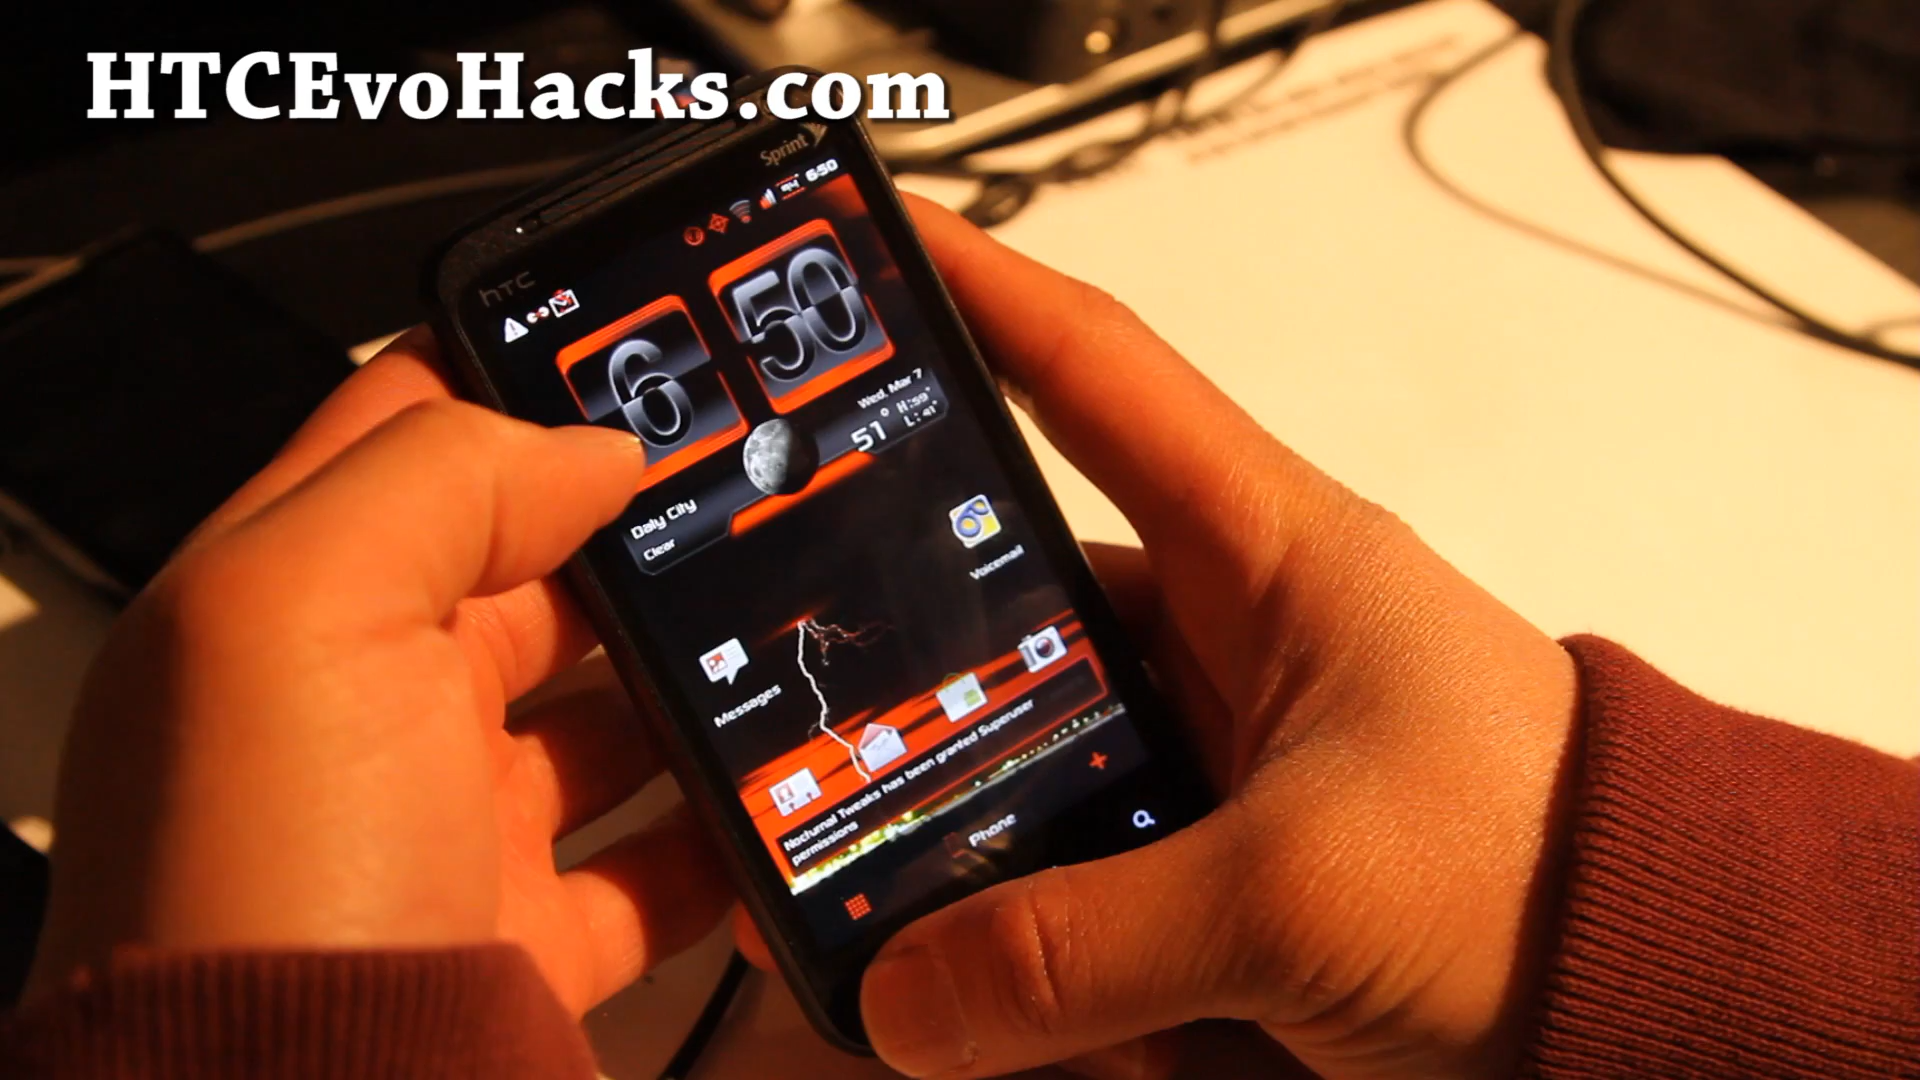 HTCEvoHacks.com
Sprint
94 6:50
hTC
6 50
Wed, Mar 7
51° H:59°
L:41°
Daly City
Clear
Voicemail
Messages
Nocturnal Tweaks has been granted Superuser
permissions
Phone